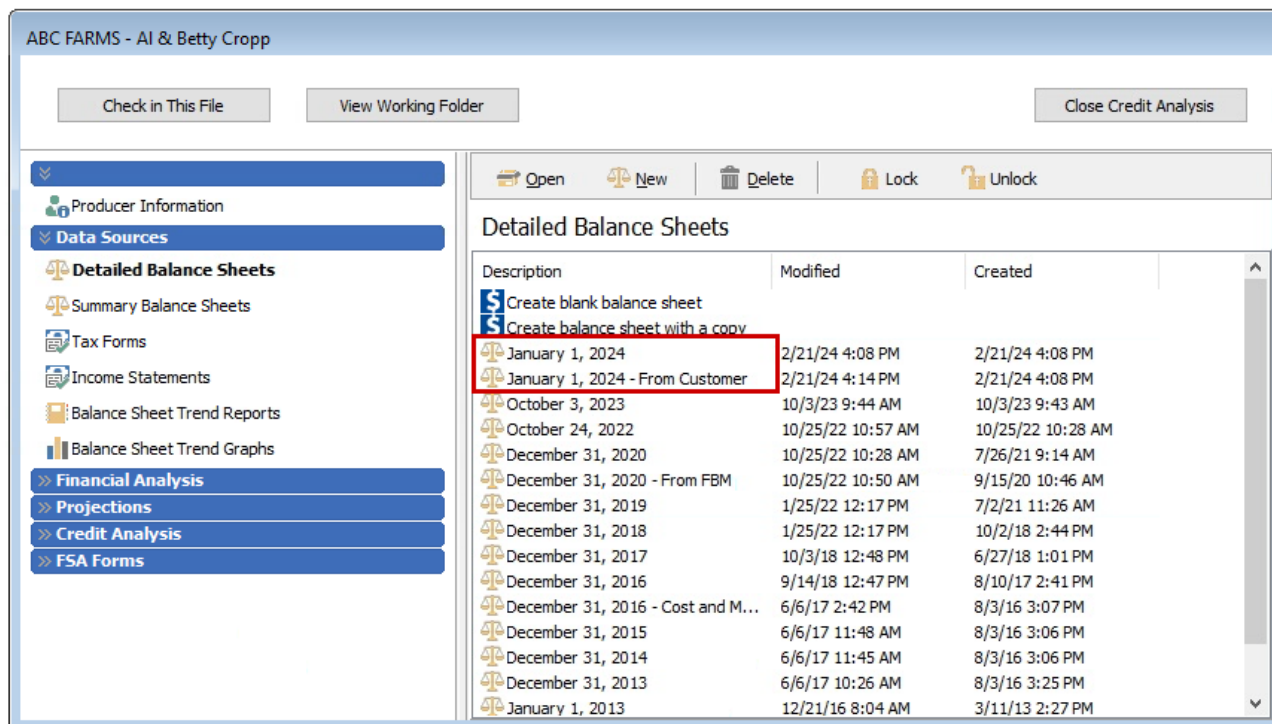 ABC FARMS - Al & Betty Cropp
Check in This File
View Working Folder
Close Credit Analysis
Producer Information
Data Sources
Detailed Balance Sheets
Summary Balance Sheets
Tax Forms
Income Statements
Balance Sheet Trend Reports
Balance Sheet Trend Graphs
Financial Analysis
Projections
Credit Analysis
FSA Forms
Open New Delete Lock Unlock
Detailed Balance Sheets
Description Modified Created
Create blank balance sheet
Create balance sheet with a copy
January 1, 2024 2/21/24 4:08 PM 2/21/24 4:08 PM
January 1, 2024 - From Customer 2/21/24 4:14 PM 2/21/24 4:08 PM
October 3, 2023 10/3/23 9:44 AM 10/3/23 9:43 AM
October 24, 2022 10/25/22 10:57 AM 10/25/22 10:28 AM
December 31, 2020 10/25/22 10:28 AM 7/26/21 9:14 AM
December 31, 2020 - From FBM 10/25/22 10:50 AM 9/15/20 10:46 AM
December 31, 2019 1/25/22 12:17 PM 7/2/21 11:26 AM
December 31, 2018 1/25/22 12:17 PM 10/2/18 2:44 PM
December 31, 2017 10/3/18 12:48 PM 6/27/18 1:01 PM
December 31, 2016 9/14/18 12:47 PM 8/10/17 2:41 PM
December 31, 2016 - Cost and M... 6/6/17 2:42 PM 8/3/16 3:07 PM
December 31, 2015 6/6/17 11:48 AM 8/3/16 3:06 PM
December 31, 2014 6/6/17 11:45 AM 8/3/16 3:06 PM
December 31, 2013 6/6/17 10:26 AM 8/3/16 3:25 PM
January 1, 2013 12/21/16 8:04 AM 3/11/13 2:27 PM